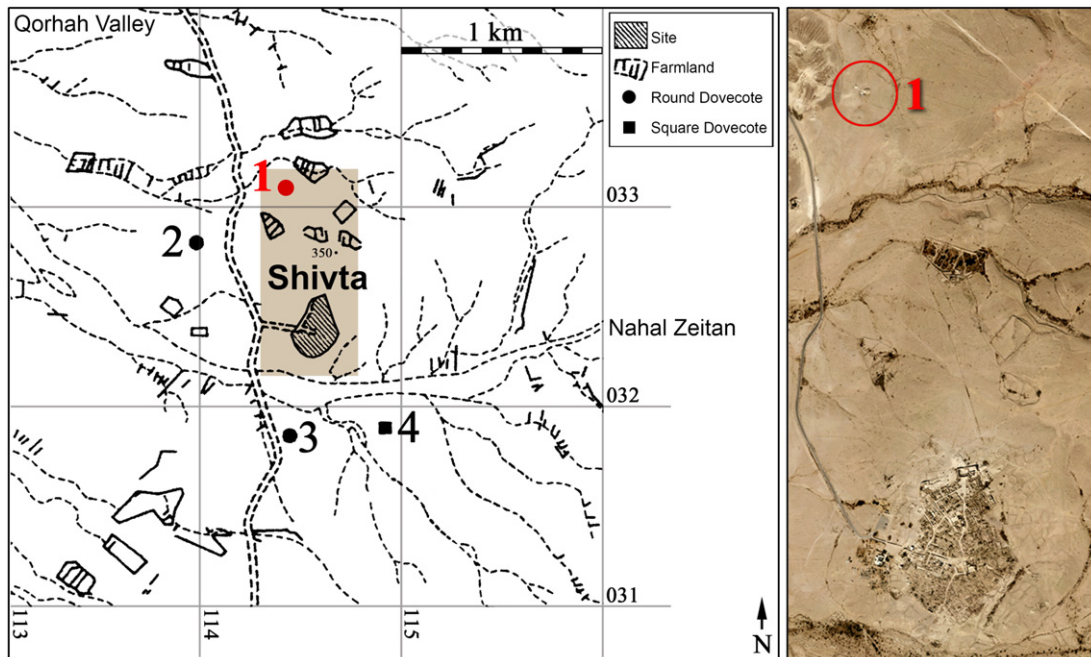 Qorhah Valley
1 km
Site
Farmland
Round Dovecote
Square Dovecote
1
033
2
350
Shivta
Nahal Zeitan
032
3
4
031
113
114
115
N
1